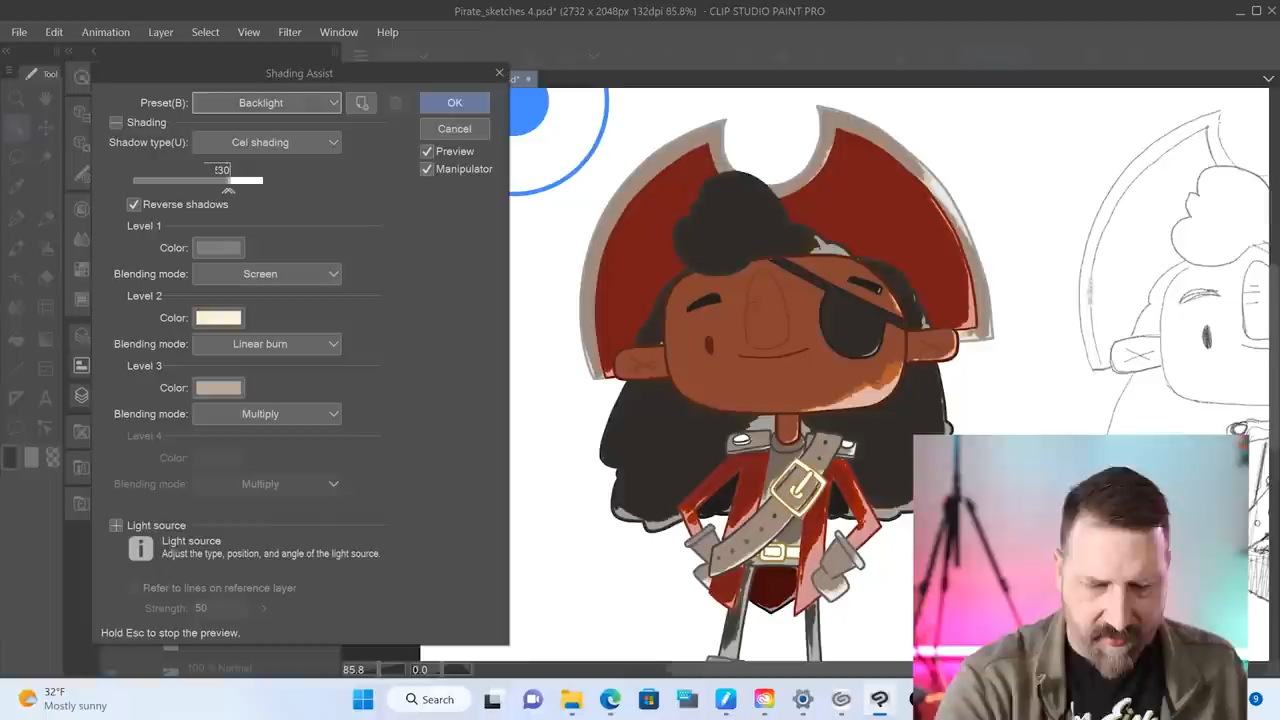 Pirate_sketches 4.psd* (2732 x 2048px 132dpi 85.8%) - CLIP STUDIO PAINT PRO
File Edit Animation Layer Select View Filter Window Help
Tool
Shading Assist
Preset(B): Backlight
OK
Shading
Cancel
Shadow type(U): Cel shading
Preview
30
Manipulator
Reverse shadows
Level 1
Color:
Blending mode: Screen
Level 2
Color:
Blending mode: Linear burn
Level 3
Color:
Blending mode: Multiply
Level 4
Color:
Blending mode: Multiply
Light source
Light source
Adjust the type, position, and angle of the light source.
Refer to lines on reference layer
Strength: 50
Hold Esc to stop the preview.
100 % Normal
85.8 0.0
32°F
Mostly sunny
Search
9